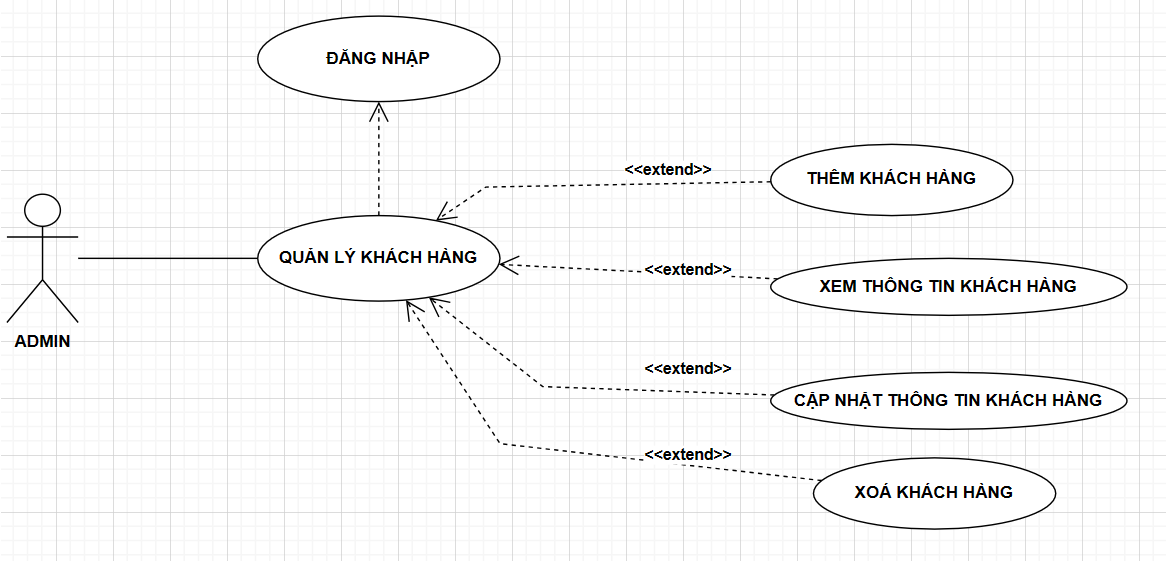 ĐĂNG NHẬP
<<extend>>
THÊM KHÁCH HÀNG
QUẢN LÝ KHÁCH HÀNG
<<extend>>
XEM THÔNG TIN KHÁCH HÀNG
ADMIN
<<extend>>
CẬP NHẬT THÔNG TIN KHÁCH HÀNG
<<extend>>
XOÁ KHÁCH HÀNG